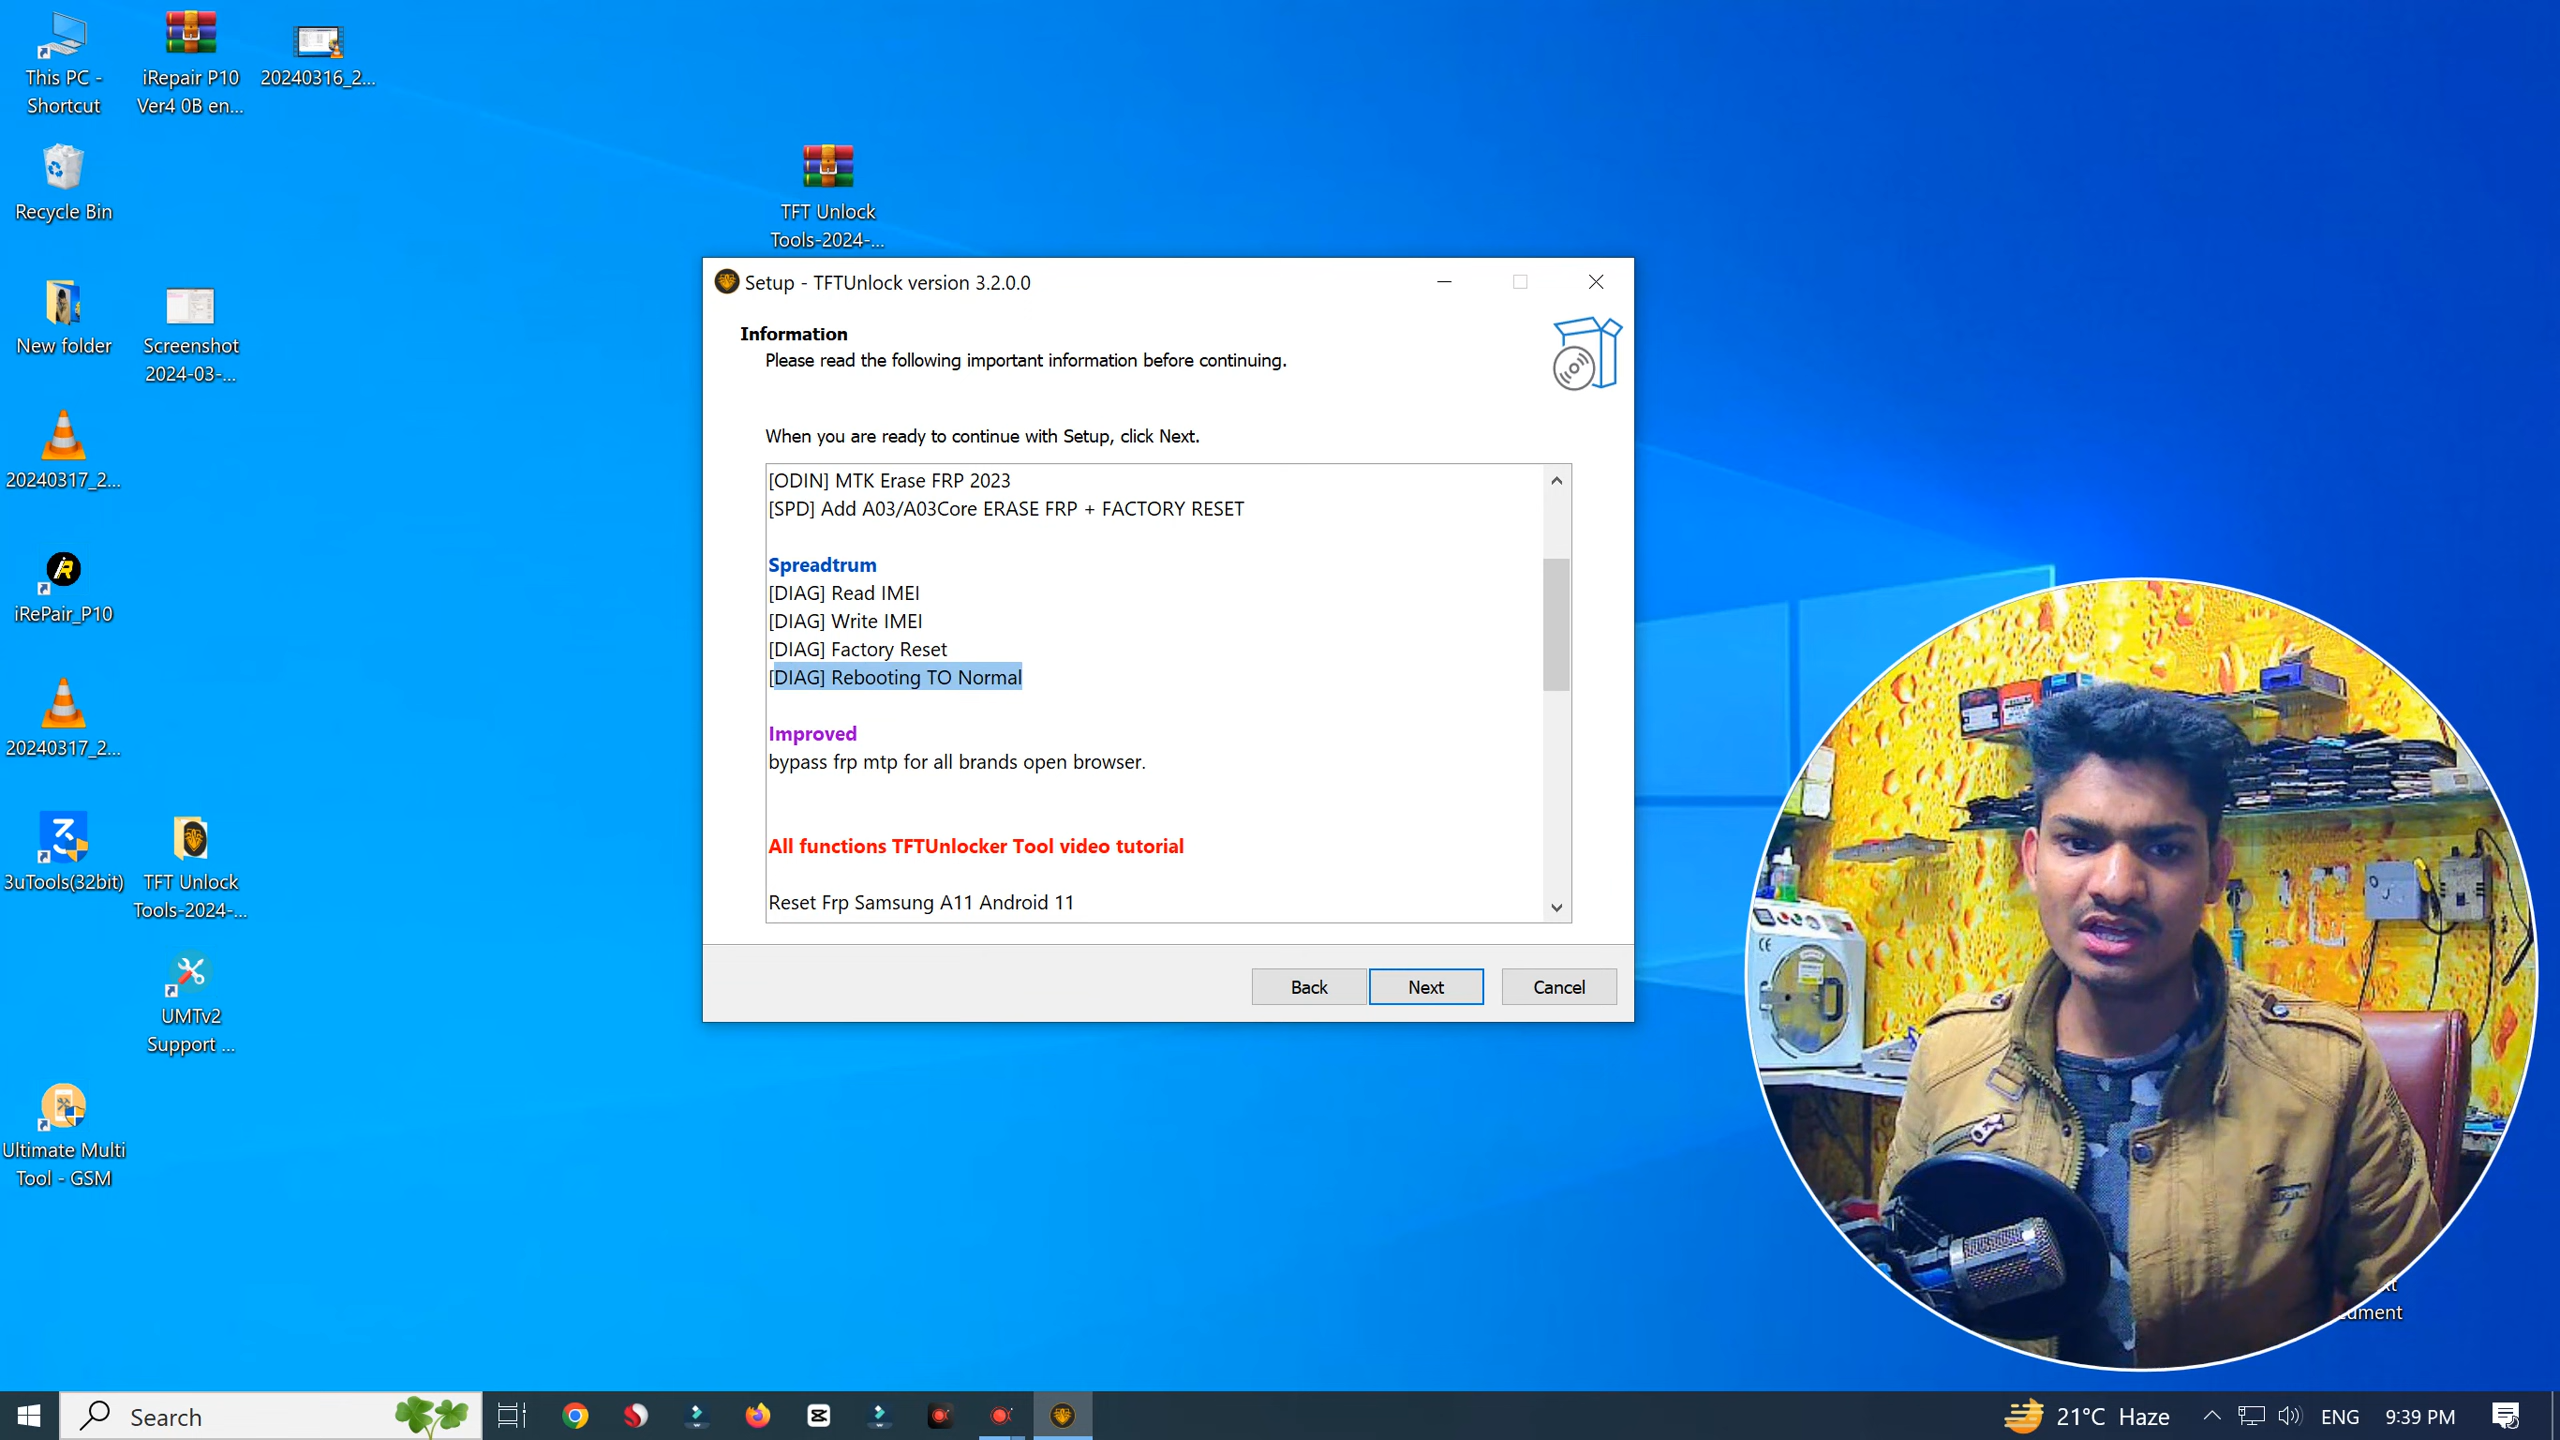 This PC -
Shortcut
iRepair P10
Ver4 0B en...
20240316_2...
Recycle Bin
TFT Unlock
Tools-2024-...
New folder
Screenshot
2024-03-...
20240317_2...
iRePair_P10
20240317_2...
3uTools(32bit)
TFT Unlock
Tools-2024-...
UMTv2
Support ...
Ultimate Multi
Tool - GSM
Setup - TFTUnlock version 3.2.0.0
Information
Please read the following important information before continuing.
When you are ready to continue with Setup, click Next.
[ODIN] MTK Erase FRP 2023
[SPD] Add A03/A03Core ERASE FRP + FACTORY RESET
Spreadtrum
[DIAG] Read IMEI
[DIAG] Write IMEI
[DIAG] Factory Reset
[DIAG] Rebooting TO Normal
Improved
bypass frp mtp for all brands open browser.
All functions TFTUnlocker Tool video tutorial
Reset Frp Samsung A11 Android 11
Back
Next
Cancel
Search
21°C Haze
ENG
9:39 PM